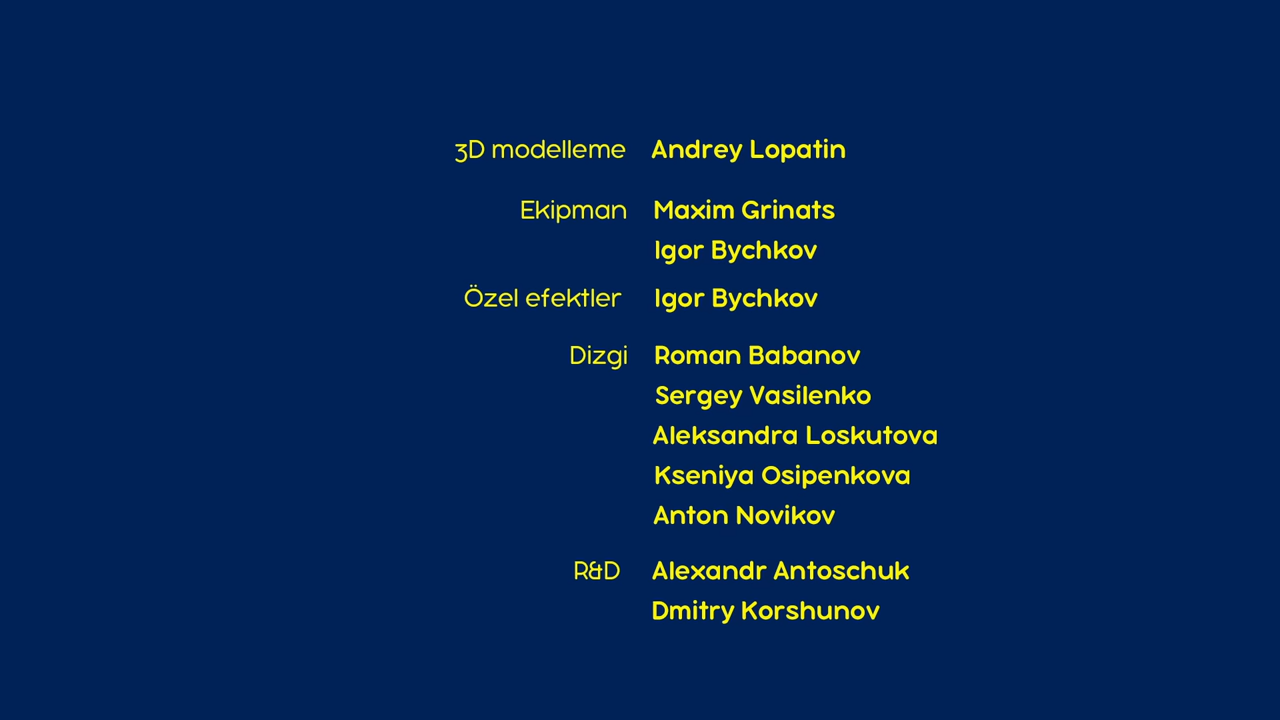 3D modelleme Andrey Lopatin
Ekipman Maxim Grinats
Igor Bychkov
Özel efektler Igor Bychkov
Dizgi Roman Babanov
Sergey Vasilenko
Aleksandra Loskutova
Kseniya Osipenkova
Anton Novikov
R&D Alexandr Antoschuk
Dmitry Korshunov